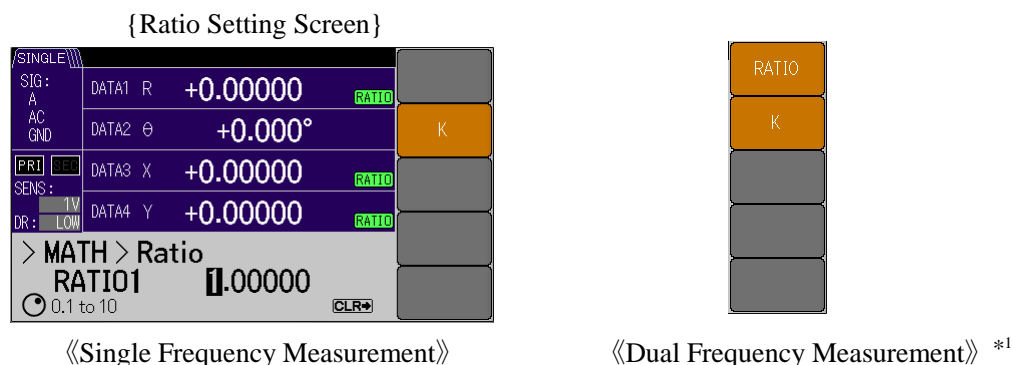 {Ratio Setting Screen}
SINGLE
SIG:
A
AC
GND
DATA1 R +0.00000 RATIO
DATA2 θ +0.000°
DATA3 X +0.00000 RATIO
DATA4 Y +0.00000 RATIO
PRI SEC
SENS:
1V
DR: LOW
> MATH > Ratio
RATIO1 1.00000
0.1 to 10 CLR➔
K
RATIO
K
《Single Frequency Measurement》
《Dual Frequency Measurement》 *1